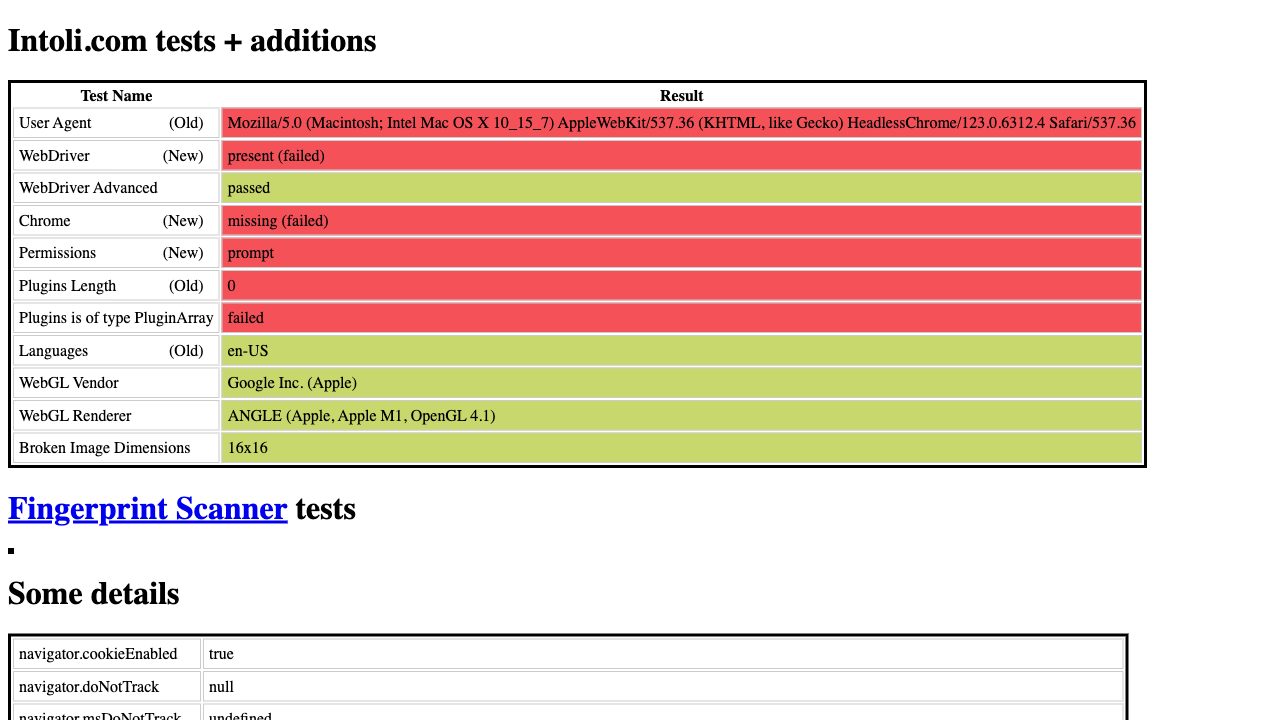 Intoli.com tests + additions
Test Name Result
User Agent (Old) Mozilla/5.0 (Macintosh; Intel Mac OS X 10_15_7) AppleWebKit/537.36 (KHTML, like Gecko) HeadlessChrome/123.0.6312.4 Safari/537.36
WebDriver (New) present (failed)
WebDriver Advanced passed
Chrome (New) missing (failed)
Permissions (New) prompt
Plugins Length (Old) 0
Plugins is of type PluginArray failed
Languages (Old) en-US
WebGL Vendor Google Inc. (Apple)
WebGL Renderer ANGLE (Apple, Apple M1, OpenGL 4.1)
Broken Image Dimensions 16x16
Fingerprint Scanner tests
Some details
navigator.cookieEnabled true
navigator.doNotTrack null
navigator.msDoNotTrack undefined